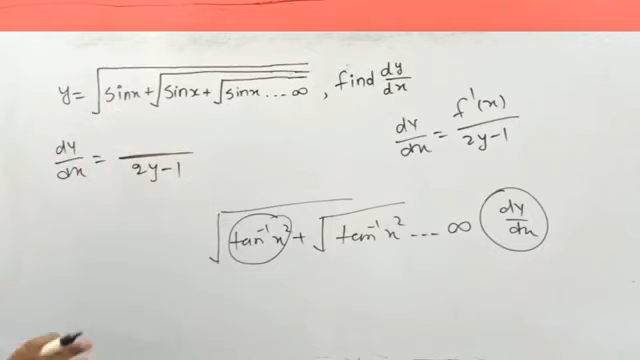 y = √(sinx + √(sinx + √(sinx ... ∞ , find dy/dx
dy/dx = f'(x)/(2y-1)
dy/dx = /(2y-1)
√(tan⁻¹x² + √(tan⁻¹x² ... ∞ dy/dx